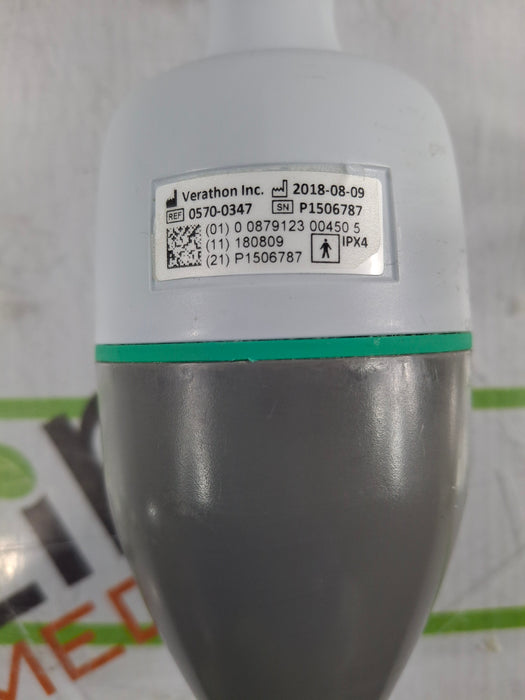 Verathon Inc. 2018-08-09
REF 0570-0347 SN P1506787
(01) 0 0879123 00450 5
(11) 180809 IPX4
(21) P1506787
MED